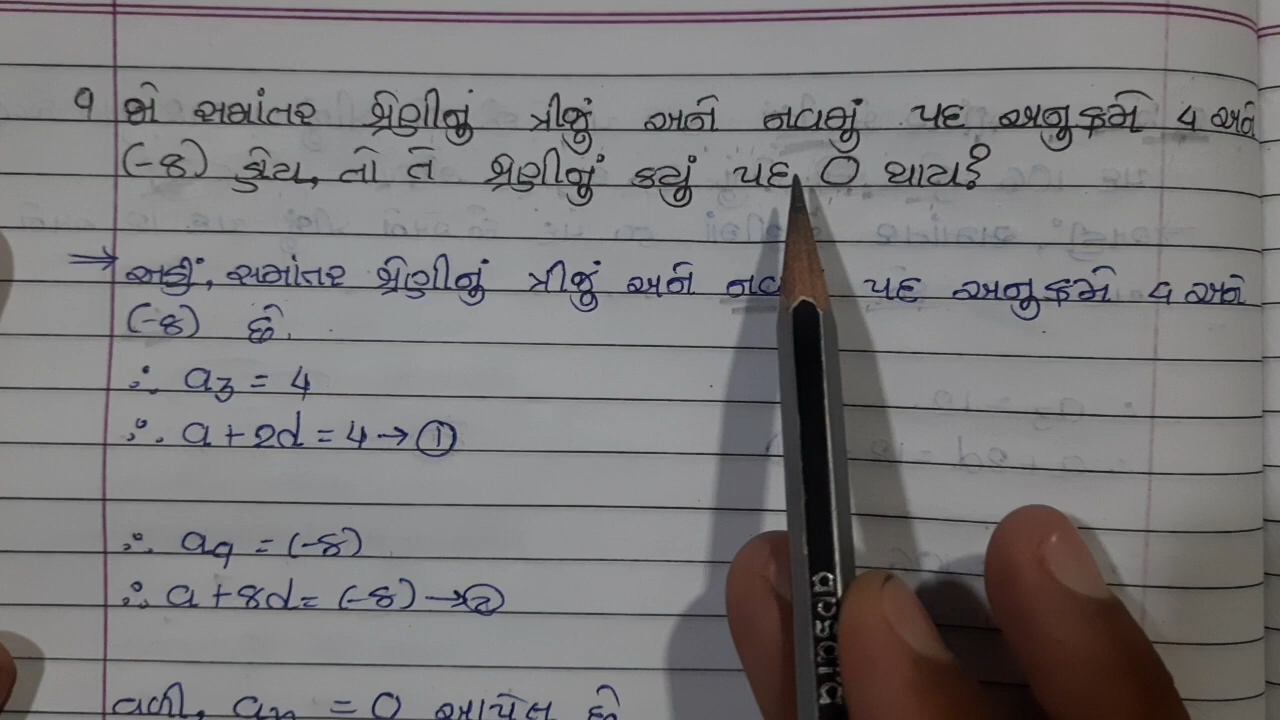 ૧ જો સમાંતર શ્રેણીનું ત્રીજું અને નવમું પદ અનુક્રમે 4 અને
(-8) હોય, તો તે શ્રેણીનું કયું પદ 0 થાય?
⇒ અહીં, સમાંતર શ્રેણીનું ત્રીજું અને પદ અનુક્રમે 4 અને
(-8) છે.
∴ a3 = 4
∴ a + 2d = 4 → ①
∴ a9 = (-8)
∴ a + 8d = (-8) → ②
વળી, an = 0 આપેલ છે